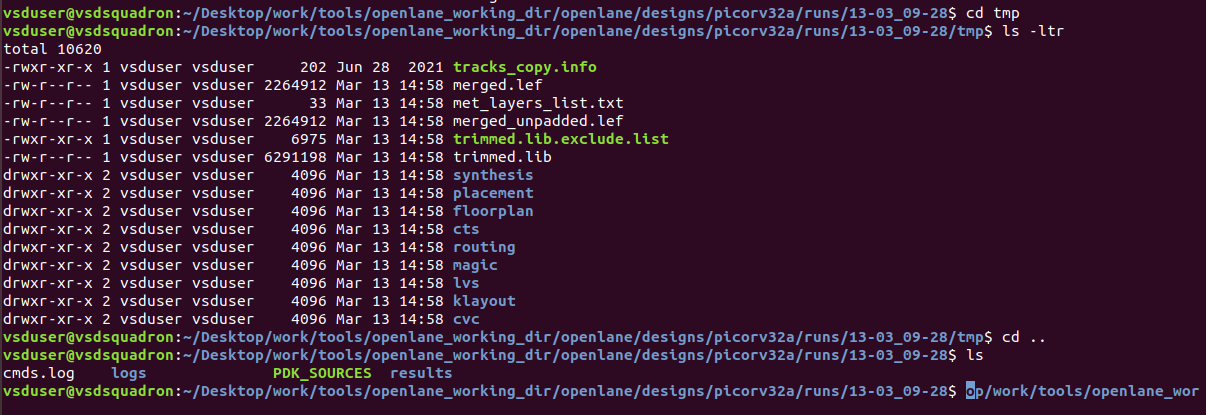 vsduser@vsdsquadron:~/Desktop/work/tools/openlane_working_dir/openlane/designs/picorv32a/runs/13-03_09-28$ cd tmp
vsduser@vsdsquadron:~/Desktop/work/tools/openlane_working_dir/openlane/designs/picorv32a/runs/13-03_09-28/tmp$ ls -ltr
total 10620
-rwxr-xr-x 1 vsduser vsduser     202 Jun 28  2021 tracks_copy.info
-rw-r--r-- 1 vsduser vsduser 2264912 Mar 13 14:58 merged.lef
-rw-r--r-- 1 vsduser vsduser      33 Mar 13 14:58 met_layers_list.txt
-rw-r--r-- 1 vsduser vsduser 2264912 Mar 13 14:58 merged_unpadded.lef
-rwxr-xr-x 1 vsduser vsduser    6975 Mar 13 14:58 trimmed.lib.exclude.list
-rw-r--r-- 1 vsduser vsduser 6291198 Mar 13 14:58 trimmed.lib
drwxr-xr-x 2 vsduser vsduser    4096 Mar 13 14:58 synthesis
drwxr-xr-x 2 vsduser vsduser    4096 Mar 13 14:58 placement
drwxr-xr-x 2 vsduser vsduser    4096 Mar 13 14:58 floorplan
drwxr-xr-x 2 vsduser vsduser    4096 Mar 13 14:58 cts
drwxr-xr-x 2 vsduser vsduser    4096 Mar 13 14:58 routing
drwxr-xr-x 2 vsduser vsduser    4096 Mar 13 14:58 magic
drwxr-xr-x 2 vsduser vsduser    4096 Mar 13 14:58 lvs
drwxr-xr-x 2 vsduser vsduser    4096 Mar 13 14:58 klayout
drwxr-xr-x 2 vsduser vsduser    4096 Mar 13 14:58 cvc
vsduser@vsdsquadron:~/Desktop/work/tools/openlane_working_dir/openlane/designs/picorv32a/runs/13-03_09-28/tmp$ cd ..
vsduser@vsdsquadron:~/Desktop/work/tools/openlane_working_dir/openlane/designs/picorv32a/runs/13-03_09-28$ ls
cmds.log    logs              PDK_SOURCES  results
vsduser@vsdsquadron:~/Desktop/work/tools/openlane_working_dir/openlane/designs/picorv32a/runs/13-03_09-28$ op/work/tools/openlane_wor